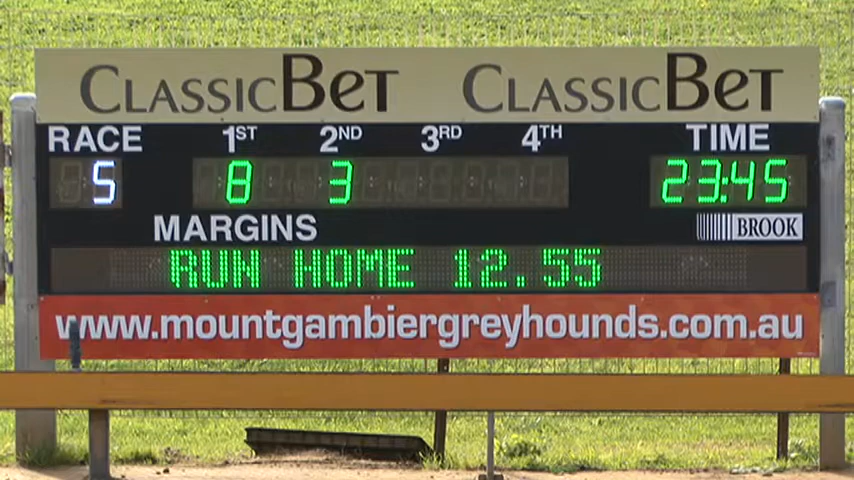 CLASSICBET CLASSICBET
RACE 1ST 2ND 3RD 4TH TIME
5 8 3 23:45
MARGINS BROOK
RUN HOME 12.55
www.mountgambiergreyhounds.com.au